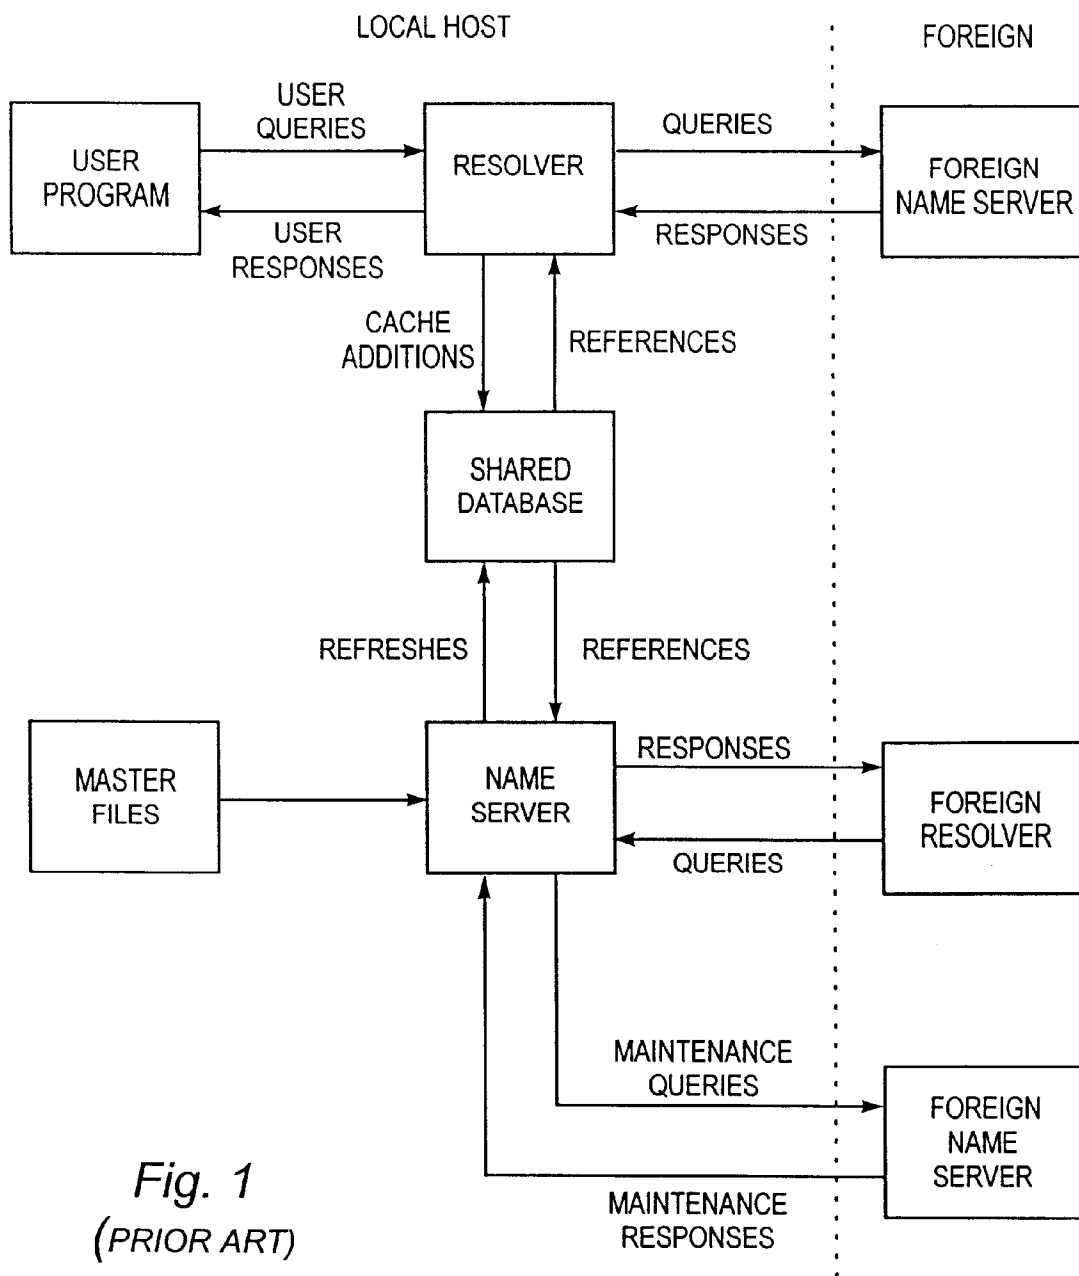 LOCAL HOST
FOREIGN
USER
QUERIES
QUERIES
USER
PROGRAM
RESOLVER
FOREIGN
NAME SERVER
USER
RESPONSES
RESPONSES
CACHE
ADDITIONS
REFERENCES
SHARED
DATABASE
REFRESHES
REFERENCES
MASTER
FILES
NAME
SERVER
RESPONSES
QUERIES
FOREIGN
RESOLVER
MAINTENANCE
QUERIES
FOREIGN
NAME
SERVER
MAINTENANCE
RESPONSES
Fig. 1
(PRIOR ART)